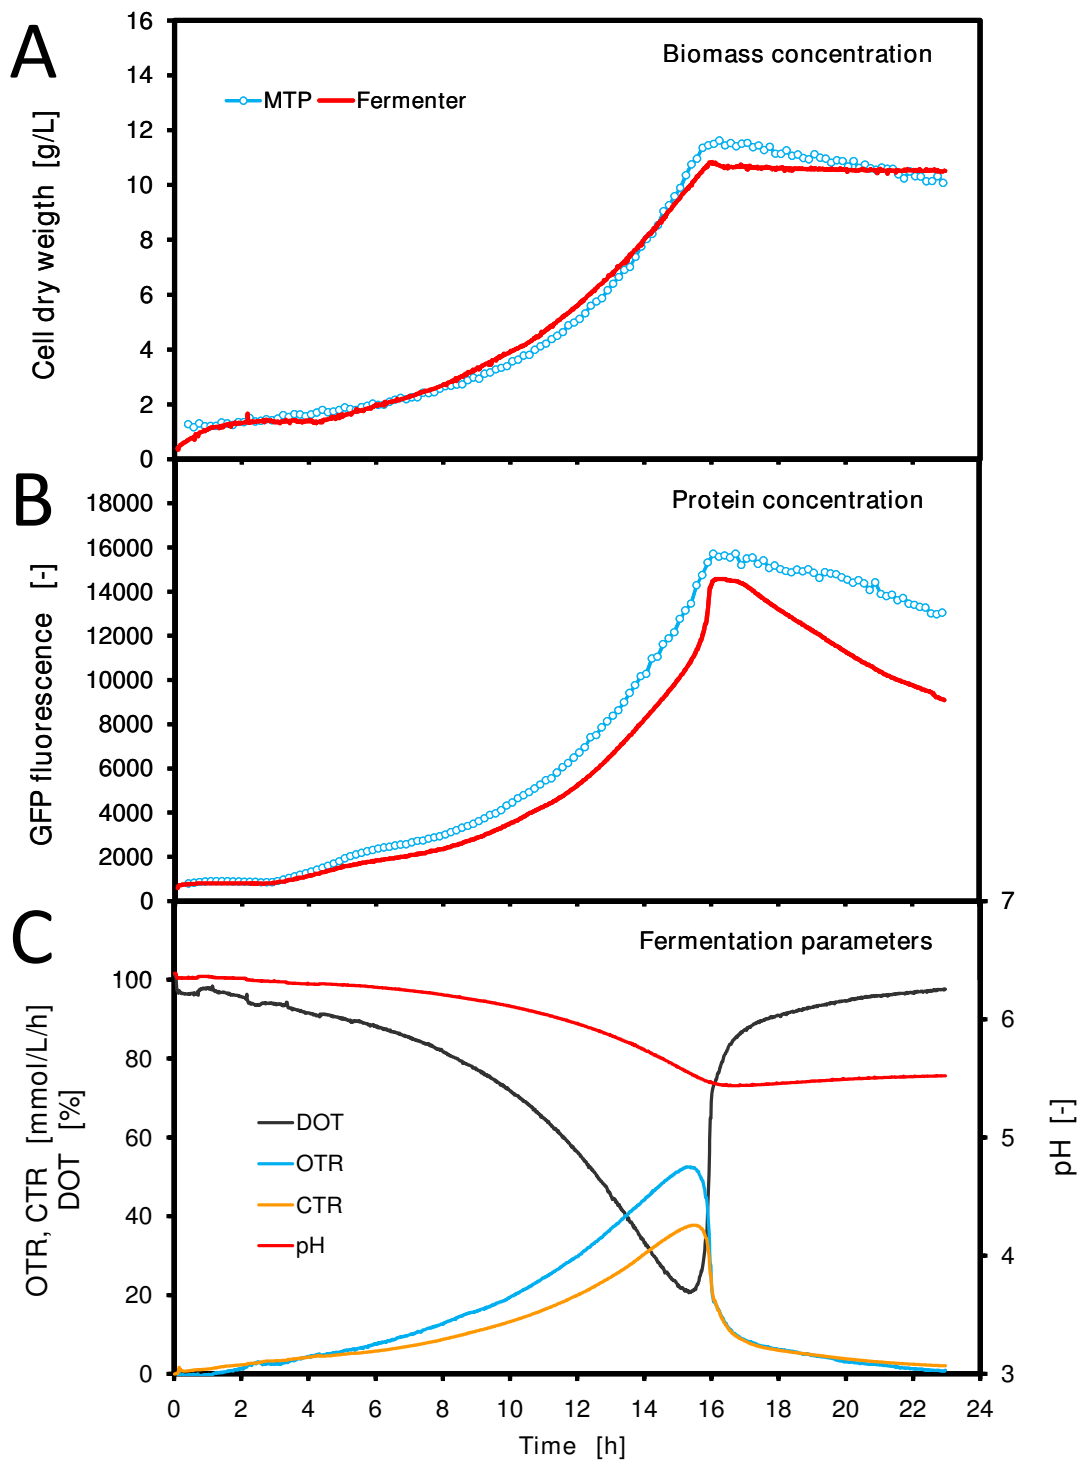 A
16
Biomass concentration
14
MTP Fermenter
12
10
8
6
4
2
0
Cell dry weigth [g/L]
B
18000
Protein concentration
16000
14000
12000
10000
8000
6000
4000
2000
0
GFP fluorescence [-]
C
7
Fermentation parameters
100
6
80
DOT
60
5
OTR
CTR
40
pH
4
20
0
3
OTR, CTR [mmol/L/h]
DOT [%]
pH [-]
0 2 4 6 8 10 12 14 16 18 20 22 24
Time [h]